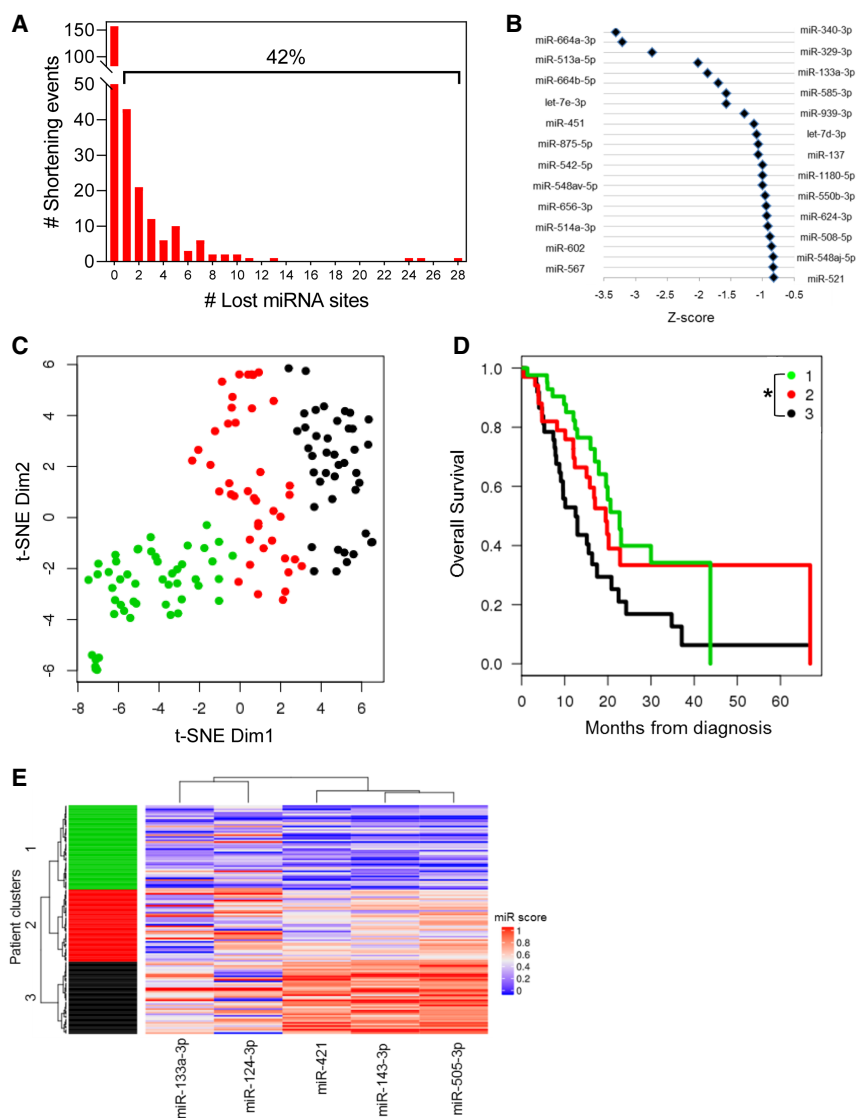 A
150
100
50
40
30
20
10
0
42%
# Shortening events
0 2 4 6 8 10 12 14 16 18 20 22 24 26 28
# Lost miRNA sites
B
miR-340-3p
miR-664a-3p
miR-329-3p
miR-513a-5p
miR-133a-3p
miR-664b-5p
miR-585-3p
let-7e-3p
miR-939-3p
miR-451
let-7d-3p
miR-875-5p
miR-137
miR-542-5p
miR-1180-5p
miR-548av-5p
miR-550b-3p
miR-656-3p
miR-624-3p
miR-514a-3p
miR-508-5p
miR-602
miR-548aj-5p
miR-567
miR-521
-3.5 -3 -2.5 -2 -1.5 -1 -0.5
Z-score
C
6
4
2
0
-2
-4
-6
t-SNE Dim2
-8 -6 -4 -2 0 2 4 6
t-SNE Dim1
D
1.0
0.8
0.6
0.4
0.2
0.0
Overall Survival
*
1
2
3
0 10 20 30 40 50 60
Months from diagnosis
E
Patient clusters
1
2
3
miR score
1
0.8
0.6
0.4
0.2
0
miR-133a-3p
miR-124-3p
miR-421
miR-143-3p
miR-505-3p